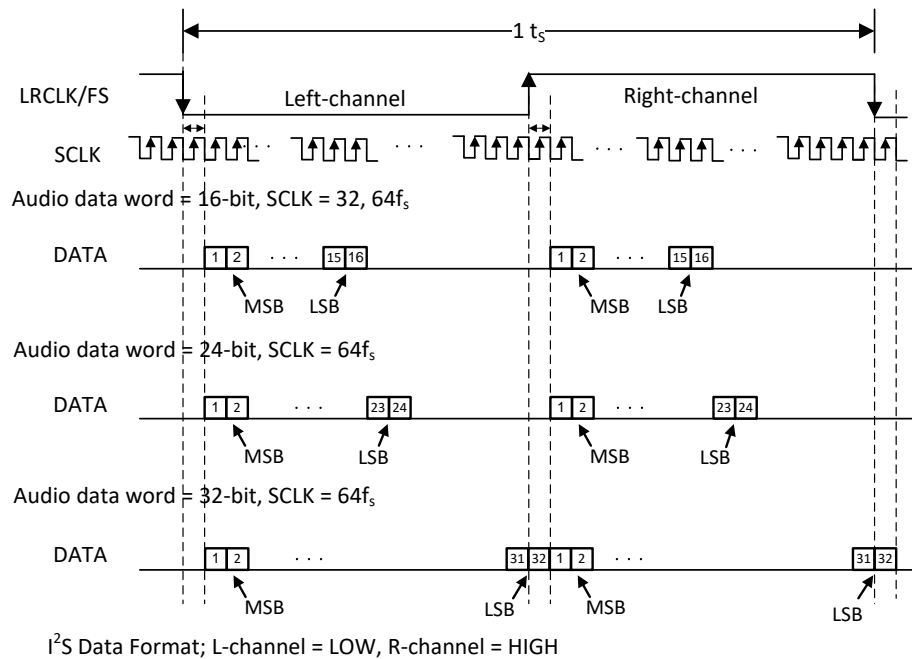 1 tS
LRCLK/FS
Left-channel
Right-channel
SCLK
. . .
. . .
. . .
. . .
Audio data word = 16-bit, SCLK = 32, 64fs
DATA
1 2 . . . 15 16 1 2 . . . 15 16
MSB LSB MSB LSB
Audio data word = 24-bit, SCLK = 64fs
DATA
1 2 . . . 23 24 1 2 . . . 23 24
MSB LSB MSB LSB
Audio data word = 32-bit, SCLK = 64fs
DATA
1 2 . . . 31 32 1 2 . . . 31 32
MSB LSB MSB LSB
I2S Data Format; L-channel = LOW, R-channel = HIGH